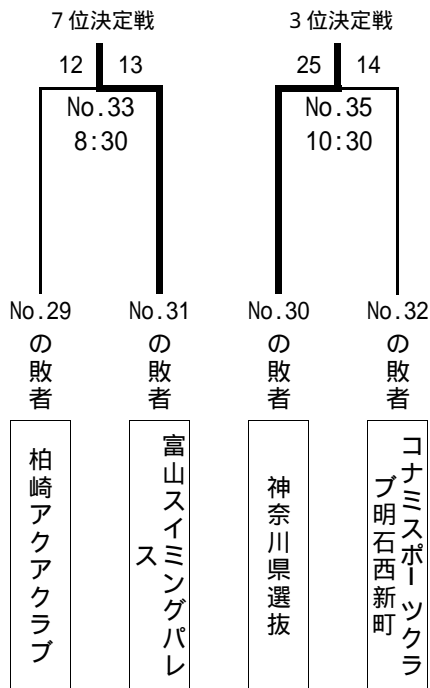 7位決定戦
3位決定戦
12 13
25 14
No.33
8:30
No.35
10:30
No.29
の敗者
No.31
の敗者
No.30
の敗者
No.32
の敗者
柏崎アクアクラブ
富山スイミングパレ
ス
神奈川県選抜
コナミスポーツクラ
ブ明石西新町